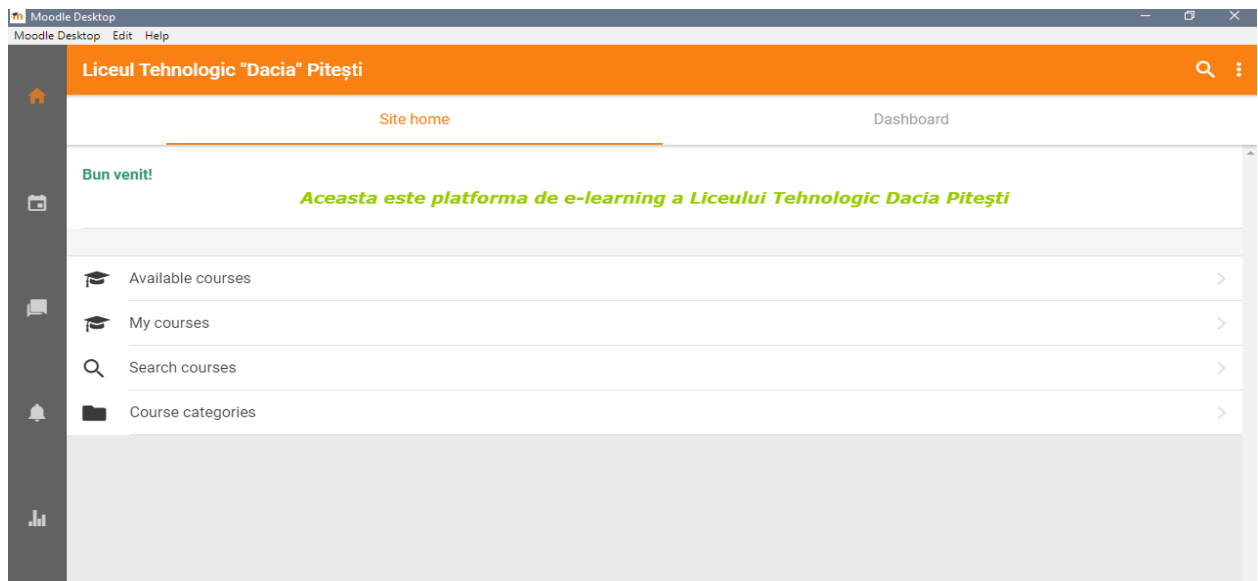 Moodle Desktop
Moodle Desktop Edit Help
Liceul Tehnologic "Dacia" Pitești
Site home Dashboard
Bun venit!
Aceasta este platforma de e-learning a Liceului Tehnologic Dacia Piteşti
Available courses
My courses
Search courses
Course categories